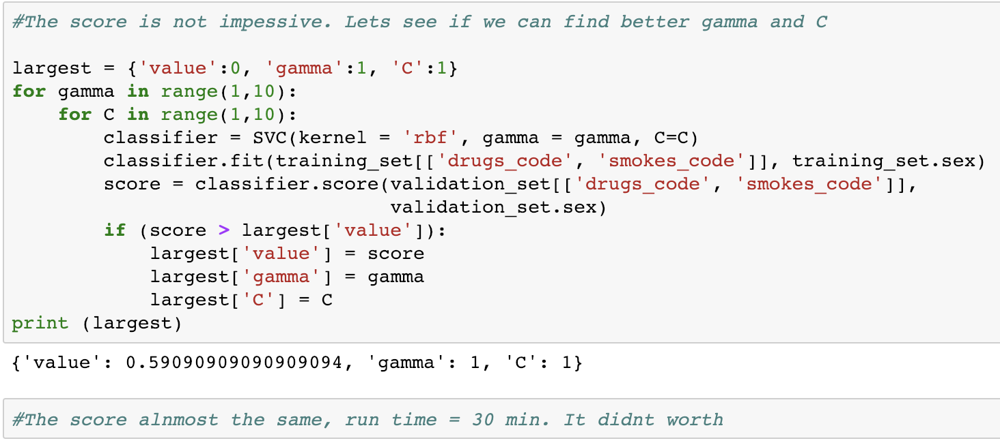 #The score is not impessive. Lets see if we can find better gamma and C
largest = {'value':0, 'gamma':1, 'C':1}
for gamma in range(1,10):
    for C in range(1,10):
        classifier = SVC(kernel = 'rbf', gamma = gamma, C=C)
        classifier.fit(training_set[['drugs_code', 'smokes_code']], training_set.sex)
        score = classifier.score(validation_set[['drugs_code', 'smokes_code']],
                                 validation_set.sex)
        if (score > largest['value']):
            largest['value'] = score
            largest['gamma'] = gamma
            largest['C'] = C
print (largest)
{'value': 0.59090909090909094, 'gamma': 1, 'C': 1}
#The score alnmost the same, run time = 30 min. It didnt worth